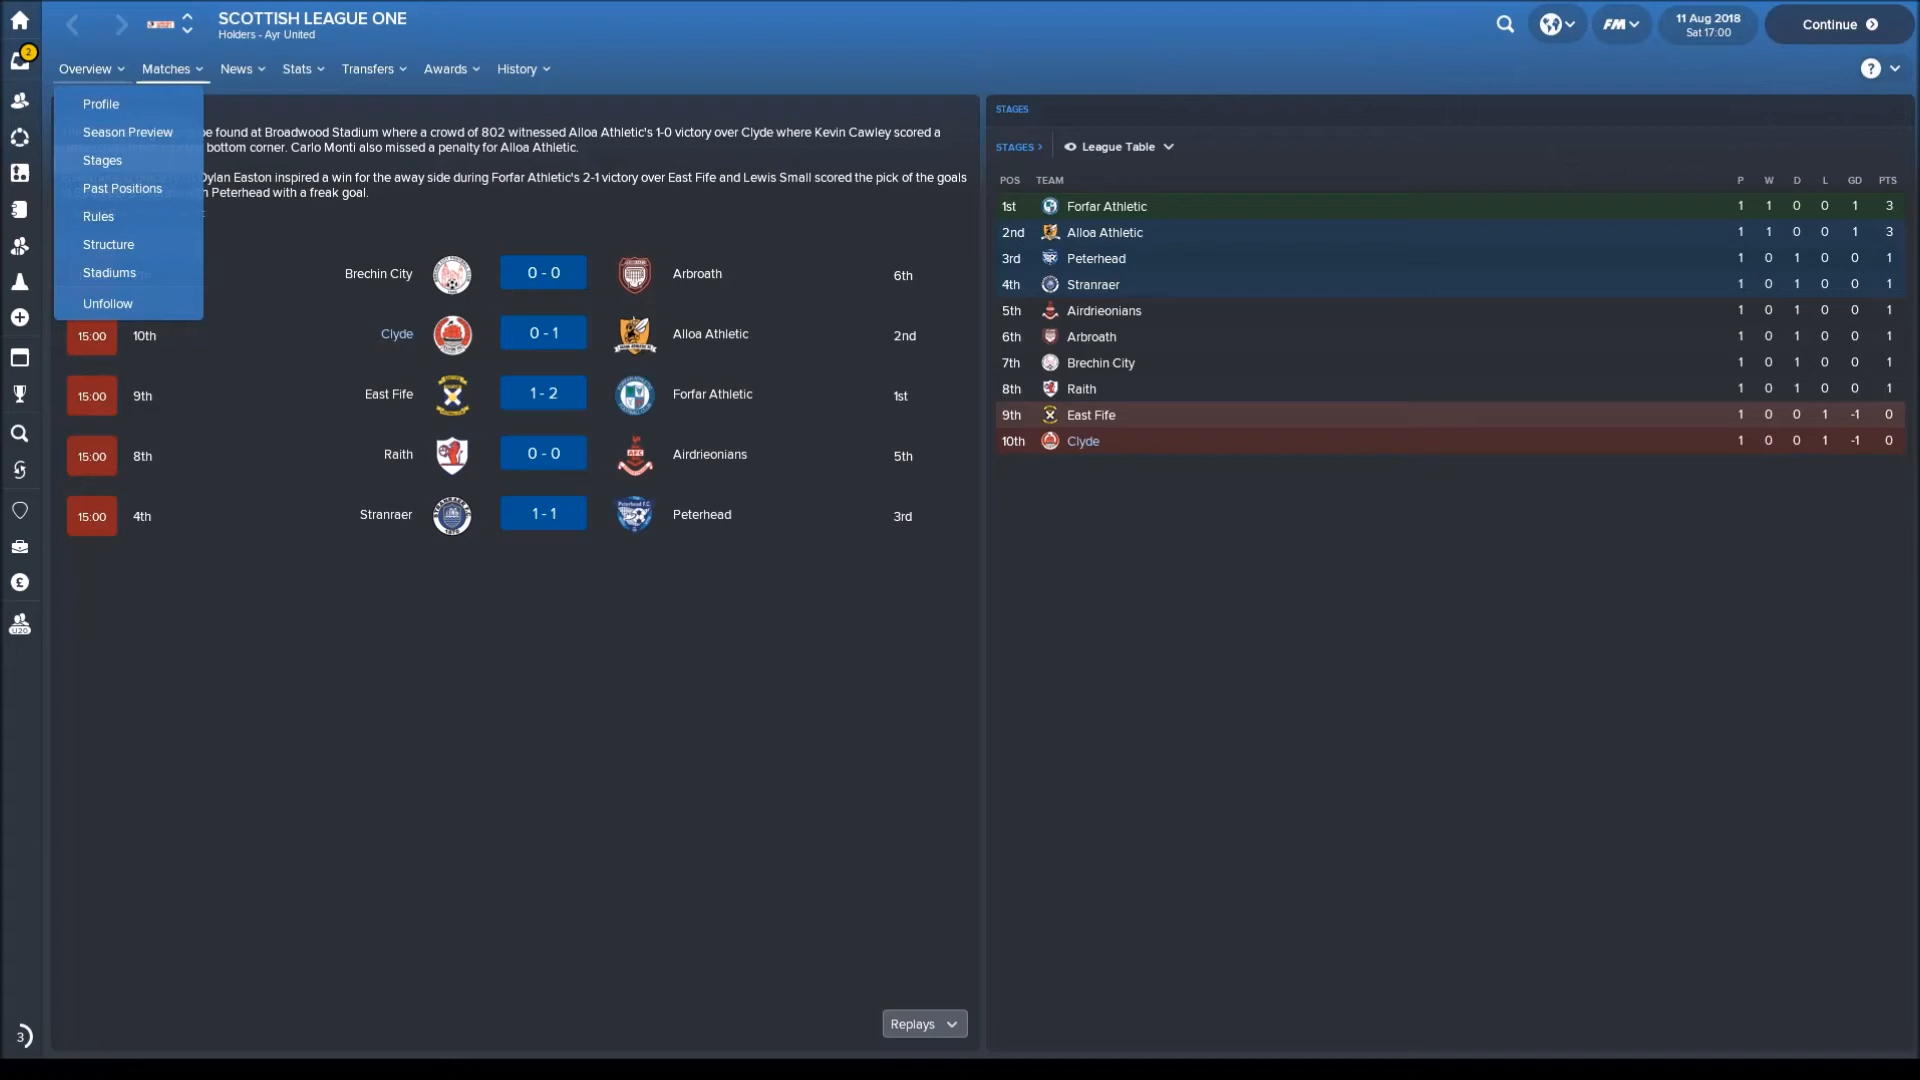 SCOTTISH LEAGUE ONE
Holders - Ayr United
2
FM
11 Aug 2018
Sat 17:00
Continue
Overview Matches News Stats Transfers Awards History
?
Profile
Season Preview
Stages
Past Positions
Rules
Structure
Stadiums
Unfollow
be found at Broadwood Stadium where a crowd of 802 witnessed Alloa Athletic's 1-0 victory over Clyde where Kevin Cawley scored a
bottom corner. Carlo Monti also missed a penalty for Alloa Athletic.
Dylan Easton inspired a win for the away side during Forfar Athletic's 2-1 victory over East Fife and Lewis Small scored the pick of the goals
Peterhead with a freak goal.
Brechin City 0 - 0 Arbroath 6th
15:00 10th Clyde 0 - 1 Alloa Athletic 2nd
15:00 9th East Fife 1 - 2 Forfar Athletic 1st
15:00 8th Raith 0 - 0 Airdrieonians 5th
15:00 4th Stranraer 1 - 1 Peterhead 3rd
Replays
STAGES
STAGES > League Table
POS TEAM P W D L GD PTS
1st Forfar Athletic 1 1 0 0 1 3
2nd Alloa Athletic 1 1 0 0 1 3
3rd Peterhead 1 0 1 0 0 1
4th Stranraer 1 0 1 0 0 1
5th Airdrieonians 1 0 1 0 0 1
6th Arbroath 1 0 1 0 0 1
7th Brechin City 1 0 1 0 0 1
8th Raith 1 0 1 0 0 1
9th East Fife 1 0 0 1 -1 0
10th Clyde 1 0 0 1 -1 0
U20
3